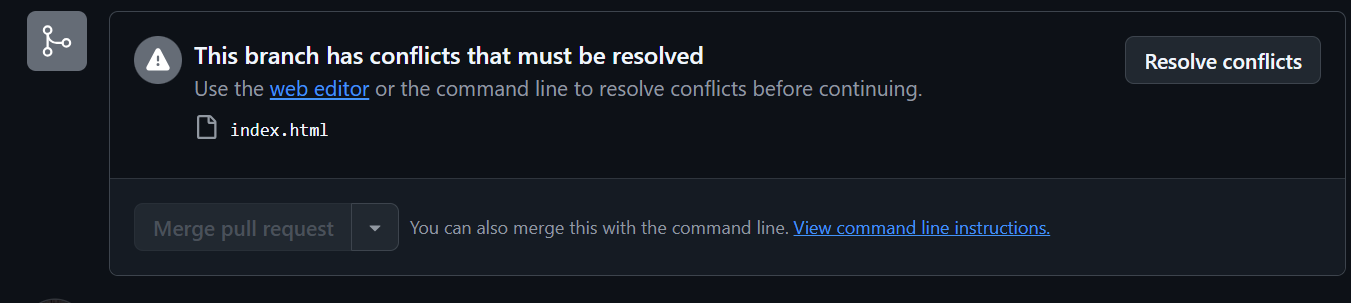 This branch has conflicts that must be resolved
Resolve conflicts
Use the web editor or the command line to resolve conflicts before continuing.
index.html
Merge pull request
You can also merge this with the command line. View command line instructions.